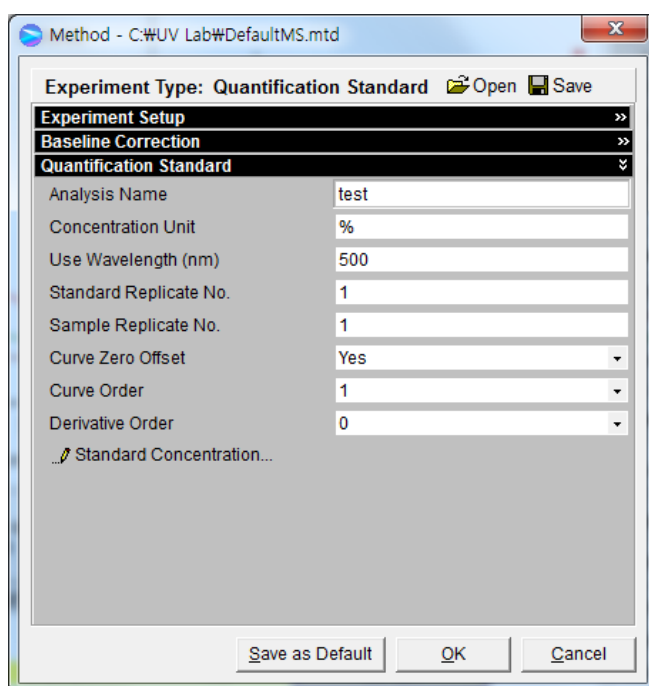 Method - C:₩UV Lab₩DefaultMS.mtd
Experiment Type: Quantification Standard Open Save
Experiment Setup »
Baseline Correction »
Quantification Standard
Analysis Name test
Concentration Unit %
Use Wavelength (nm) 500
Standard Replicate No. 1
Sample Replicate No. 1
Curve Zero Offset Yes
Curve Order 1
Derivative Order 0
Standard Concentration...
Save as Default OK Cancel